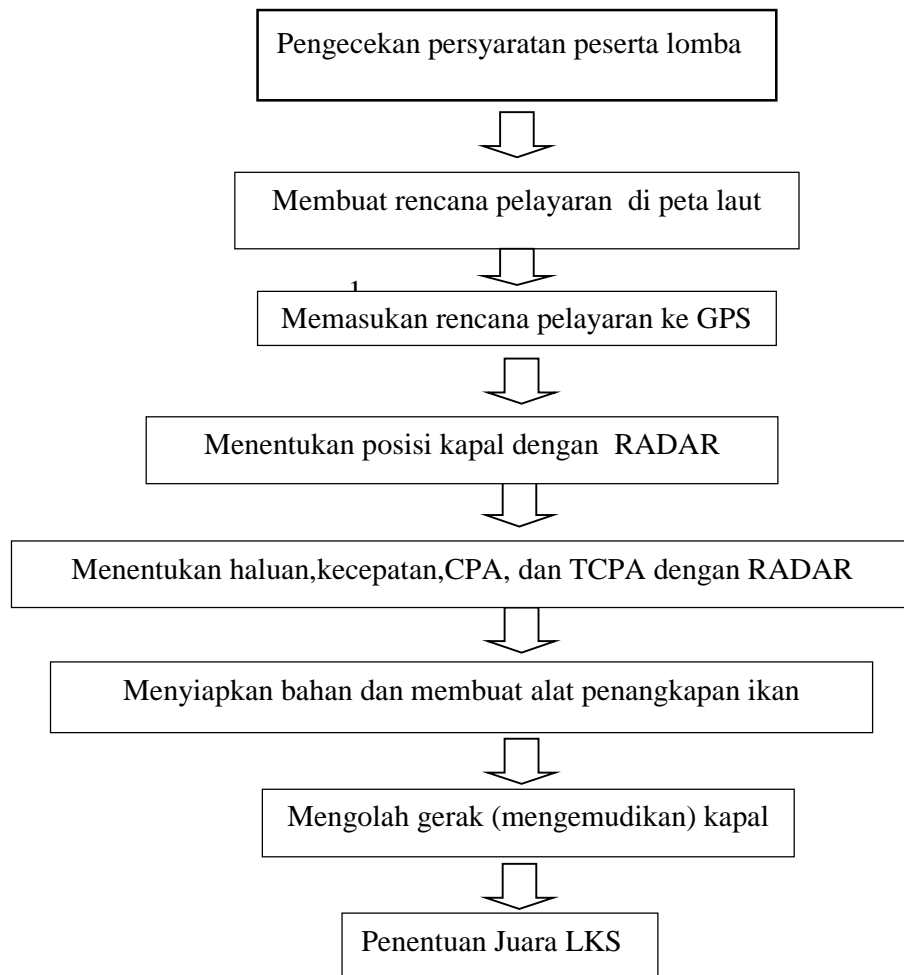 Pengecekan persyaratan peserta lomba
Membuat rencana pelayaran di peta laut
1
Memasukan rencana pelayaran ke GPS
Menentukan posisi kapal dengan RADAR
Menentukan haluan,kecepatan,CPA, dan TCPA dengan RADAR
Menyiapkan bahan dan membuat alat penangkapan ikan
Mengolah gerak (mengemudikan) kapal
Penentuan Juara LKS